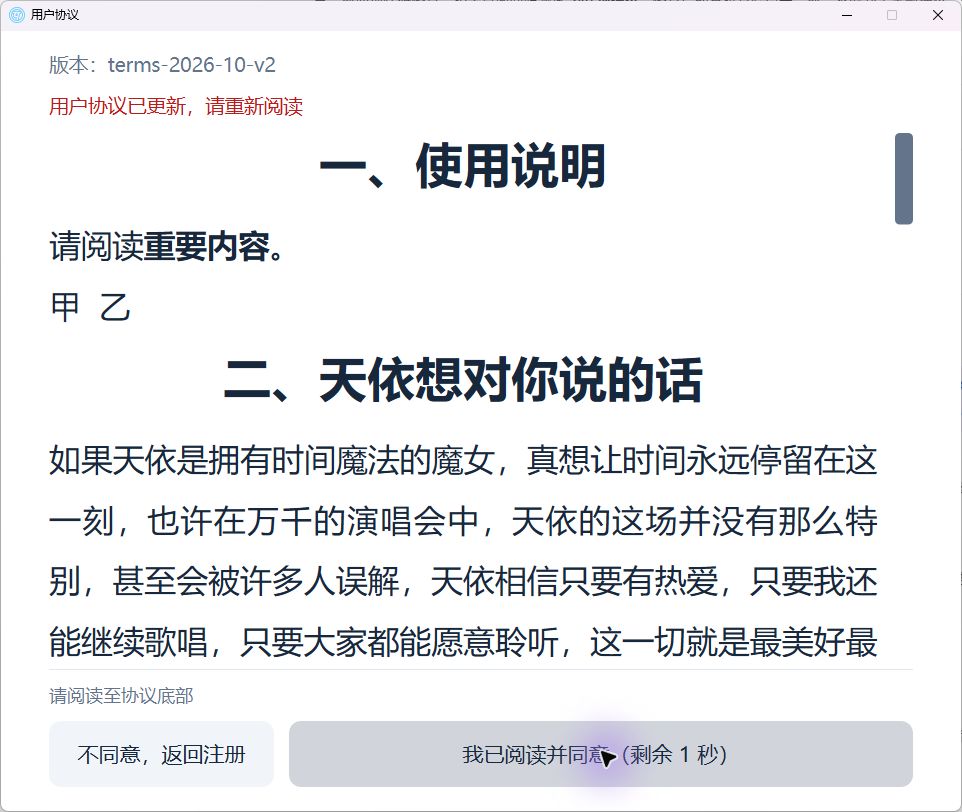 用户协议
版本：terms-2026-10-v2
用户协议已更新，请重新阅读
一、使用说明
请阅读重要内容。
甲 乙
二、天依想对你说的话
如果天依是拥有时间魔法的魔女，真想让时间永远停留在这
一刻，也许在万千的演唱会中，天依的这场并没有那么特
别，甚至会被许多人误解，天依相信只要有热爱，只要我还
能继续歌唱，只要大家都能愿意聆听，这一切就是最美好最
请阅读至协议底部
不同意，返回注册
我已阅读并同意（剩余 1 秒）